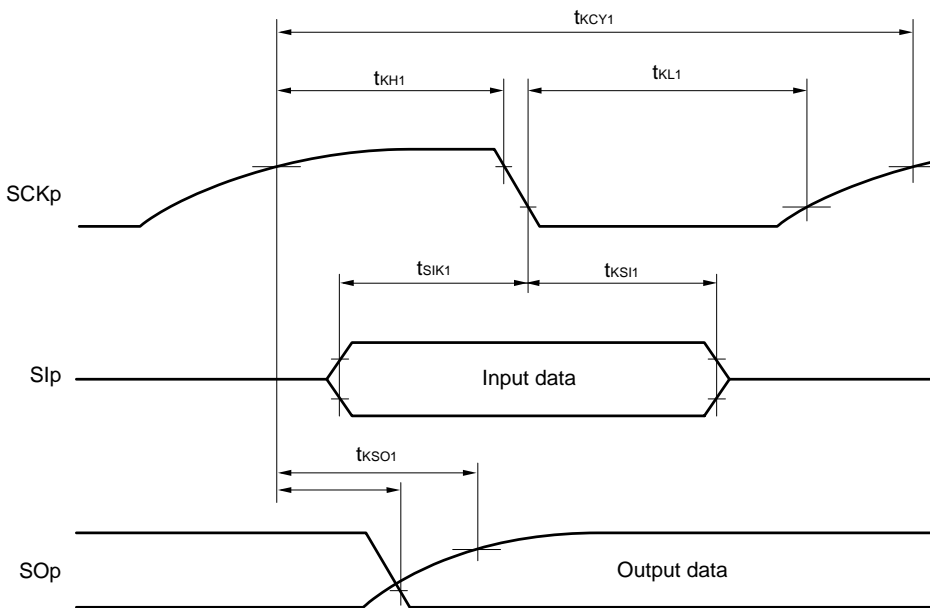 tKCY1
tKH1
tKL1
SCKp
tSIK1
tKSI1
SIp
Input data
tKSO1
SOp
Output data